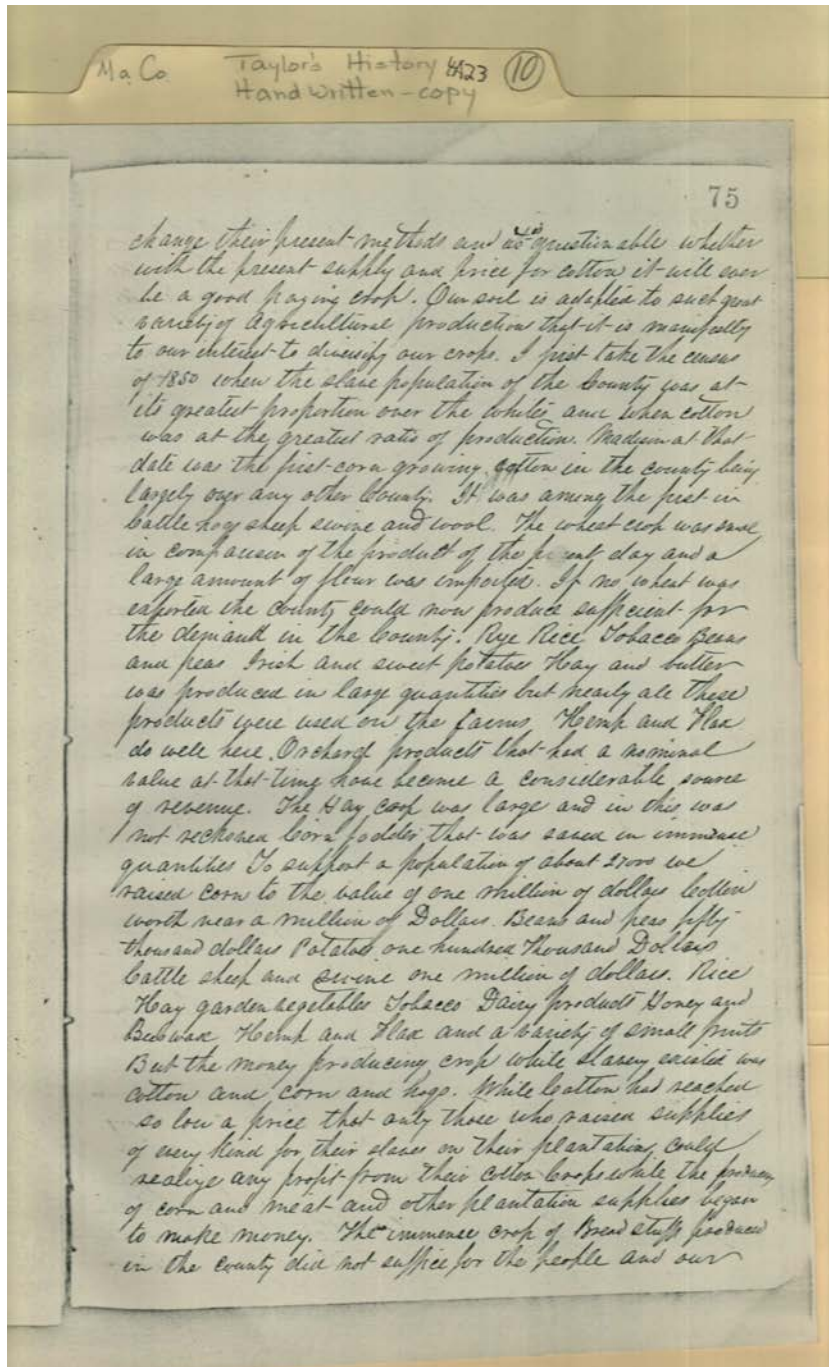 Ma. Co. Taylor's History 4A23 10
Handwritten-copy
75
change their present methods and is questionable whether
with the present supply and price for cotton it will ever
be a good paying crop. Our soil is adapted to such great
variety of agricultural productions that it is manifestly
to our interest to diversify our crops. I first take the census
of 1850 when the slave population of the County was at
its greatest proportion over the whites and when cotton
was at the greatest ratio of production. Madison at that
date was the first corn growing in the county being
largely over any other County. It was among the first in
Cattle hogs sheep swine and wool. The wheat crop was small
in comparison of the product of the present day and a
large amount of flour was imported. If no wheat was
exported the county could now produce sufficient for
the demand in the County. Rye Rice Tobacco Beans
and peas Irish and sweet potatoes Hay and butter
was produced in large quantities but nearly all these
products were used on the farms. Hemp and Flax
do well here. Orchard products that had a nominal
value at that time have become a considerable source
of revenue. The Hay crop was large and in this was
not reckoned Corn fodder that was saved in immense
quantities To support a population of about 27000 we
raised corn to the value of one million of dollars Cotton
worth near a million of Dollars. Beans and peas fifty
thousand dollars Potatoes one hundred Thousand Dollars
Cattle sheep and swine one million of dollars. Rice
Hay garden vegetables Tobacco Dairy products Honey and
Beeswax Hemp and Flax and a variety of small fruits
But the money producing crop while slavery existed was
cotton and corn and hogs. While Cotton had reached
so low a price that only those who raised supplies
of every kind for their slaves on their plantations could
realize any profit from their cotton Crops while the producers
of corn and meat and other plantation supplies began
to make money. The immense crop of Bread stuff produced
in the county did not suffice for the people and our